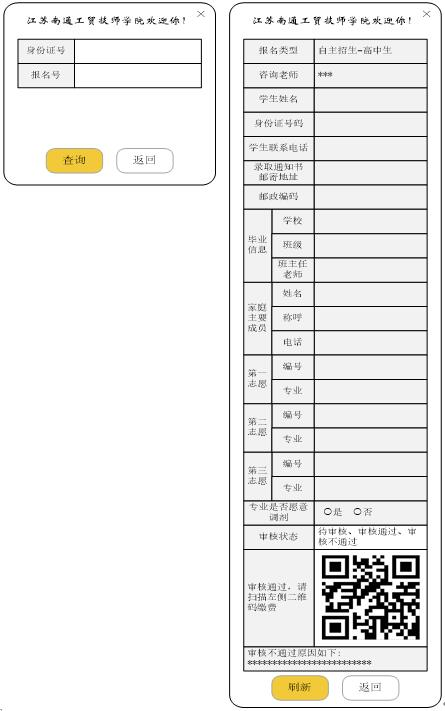 江苏南通工贸技师学院欢迎你！
身份证号
报名号
查询
返回
江苏南通工贸技师学院欢迎你！
报名类型
自主招生-高中生
咨询老师
***
学生姓名
身份证号码
学生联系电话
录取通知书
邮寄地址
邮政编码
毕业
信息
学校
班级
班主任
老师
家庭
主要
成员
姓名
称呼
电话
第一
志愿
编号
专业
第二
志愿
编号
专业
第三
志愿
编号
专业
专业是否愿意
调剂
是 否
审核状态
待审核、审核通过、审
核不通过
审核通过，请
扫描左侧二维
码缴费
审核不通过原因如下：
*************************
刷新
返回